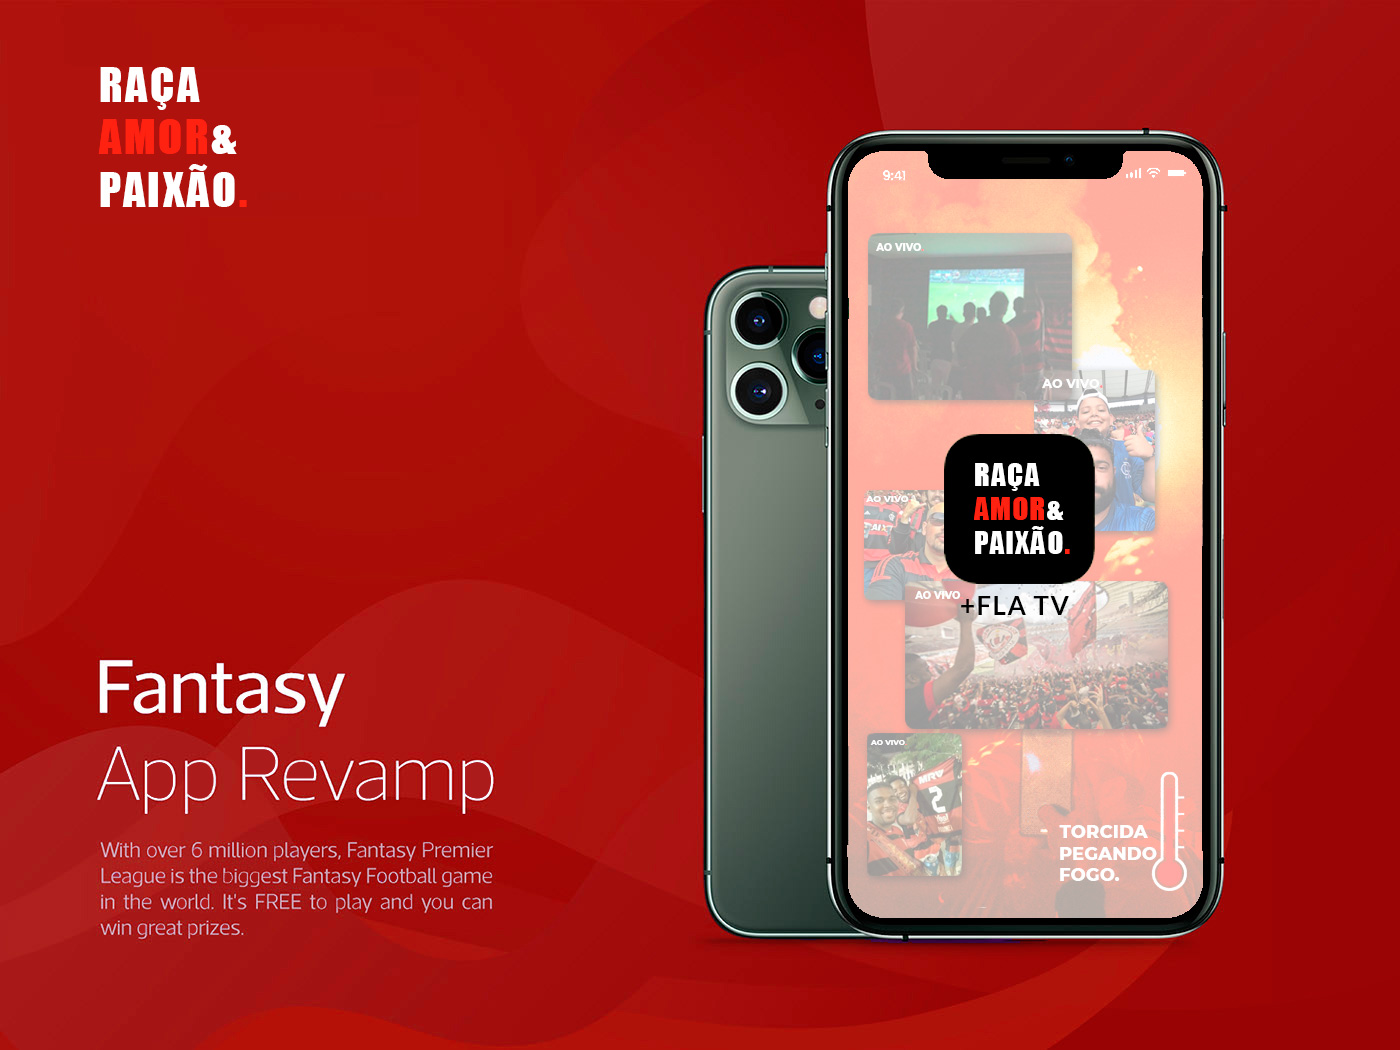 RAÇA
AMOR&
PAIXÃO.
Fantasy
App Revamp
With over 6 million players, Fantasy Premier
League is the biggest Fantasy Football game
in the world. It's FREE to play and you can
win great prizes.
9:41
AO VIVO
AO VIVO
AO VIVO
RAÇA
AMOR&
PAIXÃO.
AO VIVO
+FLA TV
AO VIVO
MRV
2
TORCIDA
PEGANDO
FOGO.